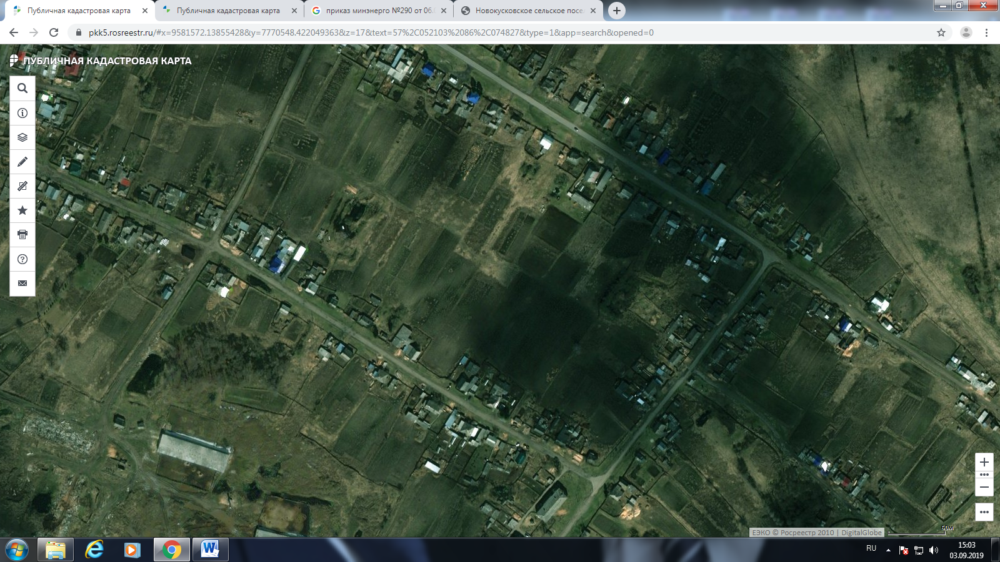 Публичная кадастровая карта
Публичная кадастровая карта
приказ минэнерго №290 от 06.
Новокусковское сельское посе
pkk5.rosreestr.ru/#x=9581572.13855428&y=7770548.422049363&z=17&text=57%2C052103%2086%2C074827&type=1&app=search&opened=0
ПУБЛИЧНАЯ КАДАСТРОВАЯ КАРТА
50м
ЕЭКО © Росреестр 2010 | DigitalGlobe
RU
15:03
03.09.2019